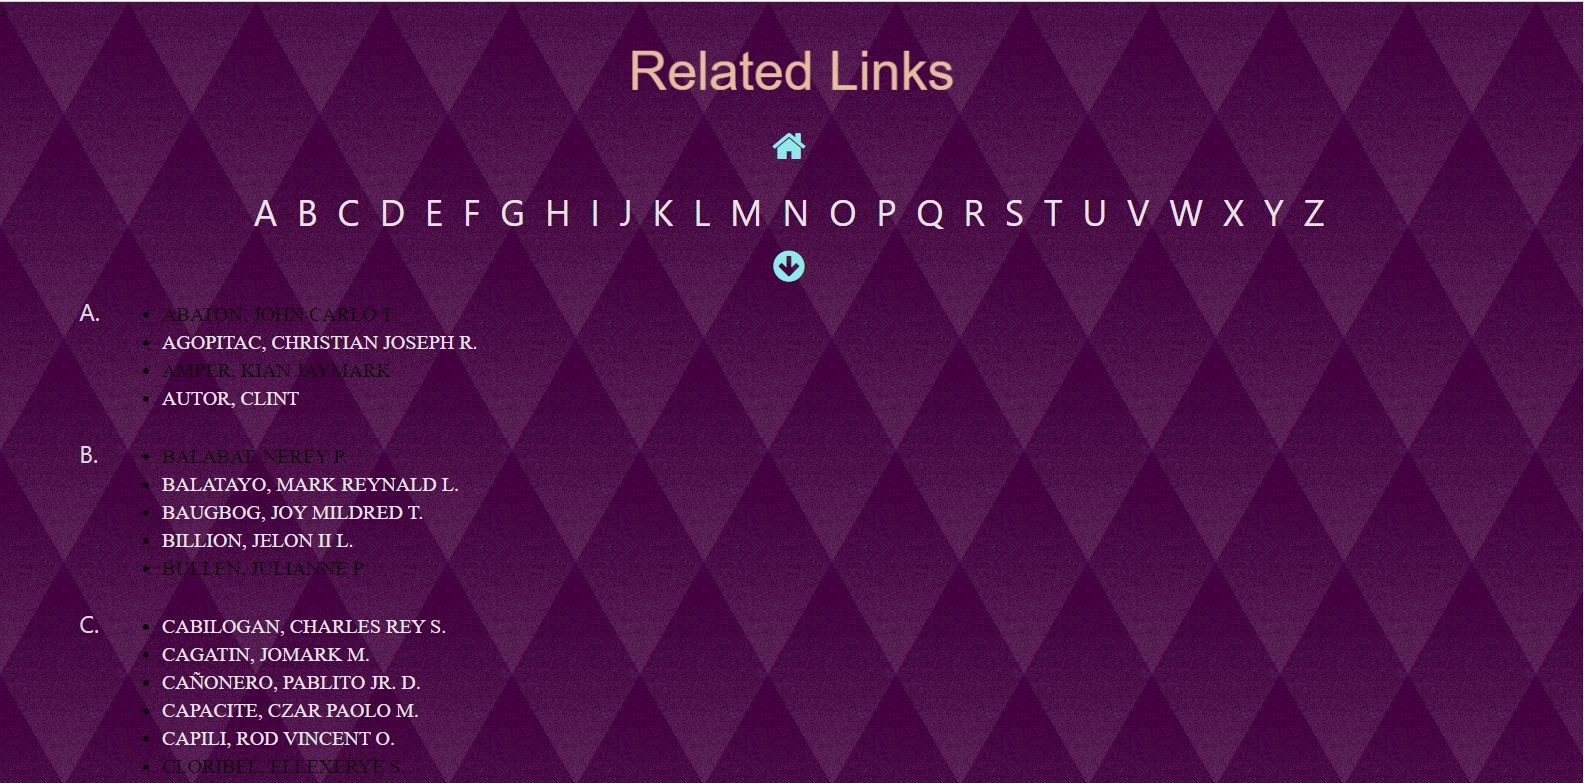 Related Links
A B C D E F G H I J K L M N O P Q R S T U V W X Y Z
A.
ABATON, JOHN CARLO T.
AGOPITAC, CHRISTIAN JOSEPH R.
AMPER, KIAN JAYMARK
AUTOR, CLINT
B.
BALABAT, NEREY P.
BALATAYO, MARK REYNALD L.
BAUGBOG, JOY MILDRED T.
BILLION, JELON II L.
BULLEN, JULIANNE P.
C.
CABILOGAN, CHARLES REY S.
CAGATIN, JOMARK M.
CAÑONERO, PABLITO JR. D.
CAPACITE, CZAR PAOLO M.
CAPILI, ROD VINCENT O.
CLORIBEL, ELLEXERYE S.